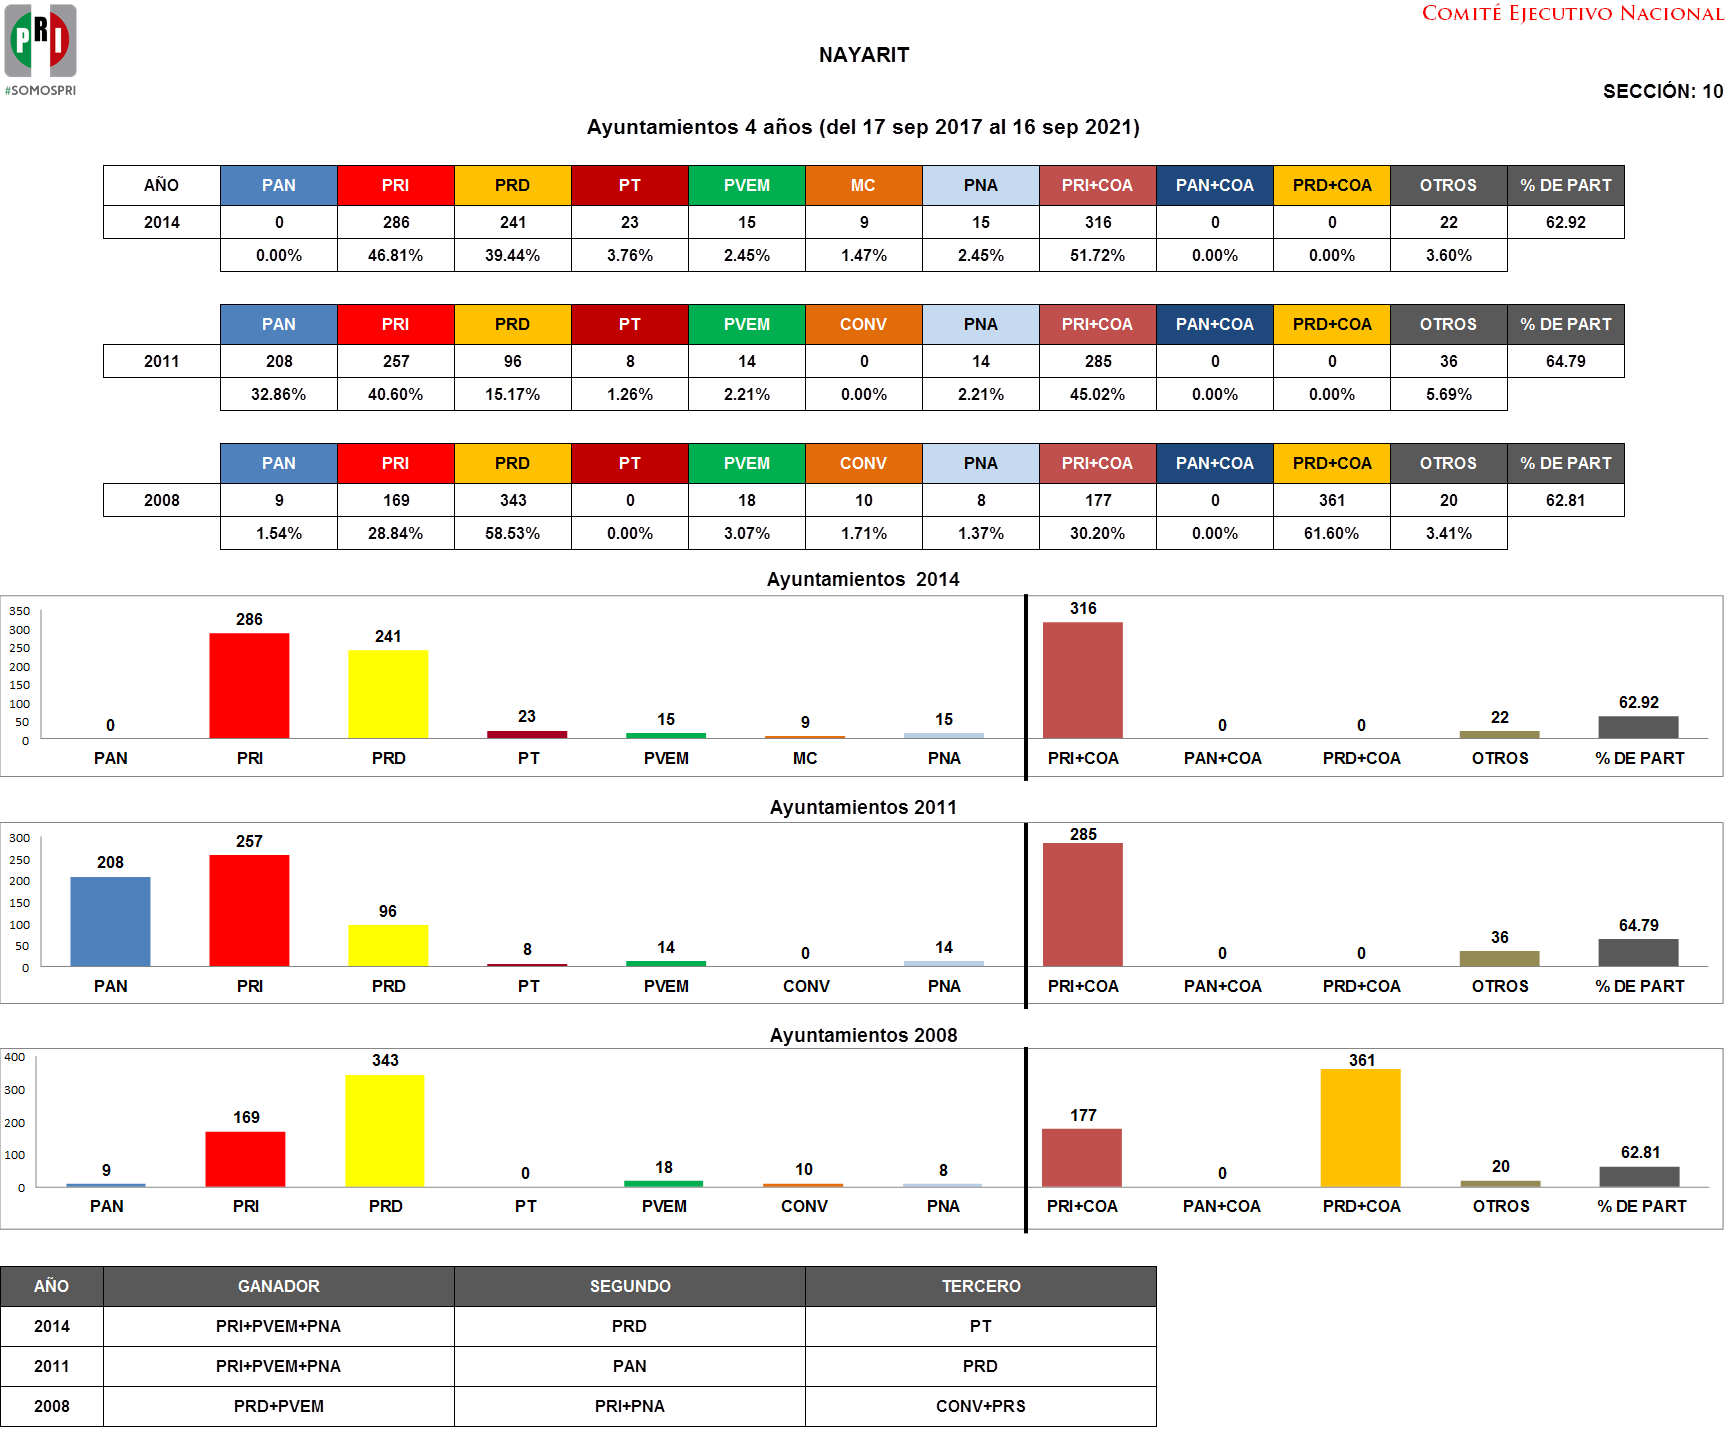 PRI
#SOMOSPRI
COMITÉ EJECUTIVO NACIONAL
NAYARIT
SECCIÓN: 10
Ayuntamientos 4 años (del 17 sep 2017 al 16 sep 2021)
AÑO PAN PRI PRD PT PVEM MC PNA PRI+COA PAN+COA PRD+COA OTROS % DE PART
2014 0 286 241 23 15 9 15 316 0 0 22 62.92
0.00% 46.81% 39.44% 3.76% 2.45% 1.47% 2.45% 51.72% 0.00% 0.00% 3.60%
PAN PRI PRD PT PVEM CONV PNA PRI+COA PAN+COA PRD+COA OTROS % DE PART
2011 208 257 96 8 14 0 14 285 0 0 36 64.79
32.86% 40.60% 15.17% 1.26% 2.21% 0.00% 2.21% 45.02% 0.00% 0.00% 5.69%
PAN PRI PRD PT PVEM CONV PNA PRI+COA PAN+COA PRD+COA OTROS % DE PART
2008 9 169 343 0 18 10 8 177 0 361 20 62.81
1.54% 28.84% 58.53% 0.00% 3.07% 1.71% 1.37% 30.20% 0.00% 61.60% 3.41%
Ayuntamientos 2014
350
300
250
200
150
100
50
0
0 286 241 23 15 9 15 316 0 0 22 62.92
PAN PRI PRD PT PVEM MC PNA PRI+COA PAN+COA PRD+COA OTROS % DE PART
Ayuntamientos 2011
300
250
200
150
100
50
0
208 257 96 8 14 0 14 285 0 0 36 64.79
PAN PRI PRD PT PVEM CONV PNA PRI+COA PAN+COA PRD+COA OTROS % DE PART
Ayuntamientos 2008
400
300
200
100
0
9 169 343 0 18 10 8 177 0 361 20 62.81
PAN PRI PRD PT PVEM CONV PNA PRI+COA PAN+COA PRD+COA OTROS % DE PART
AÑO GANADOR SEGUNDO TERCERO
2014 PRI+PVEM+PNA PRD PT
2011 PRI+PVEM+PNA PAN PRD
2008 PRD+PVEM PRI+PNA CONV+PRS